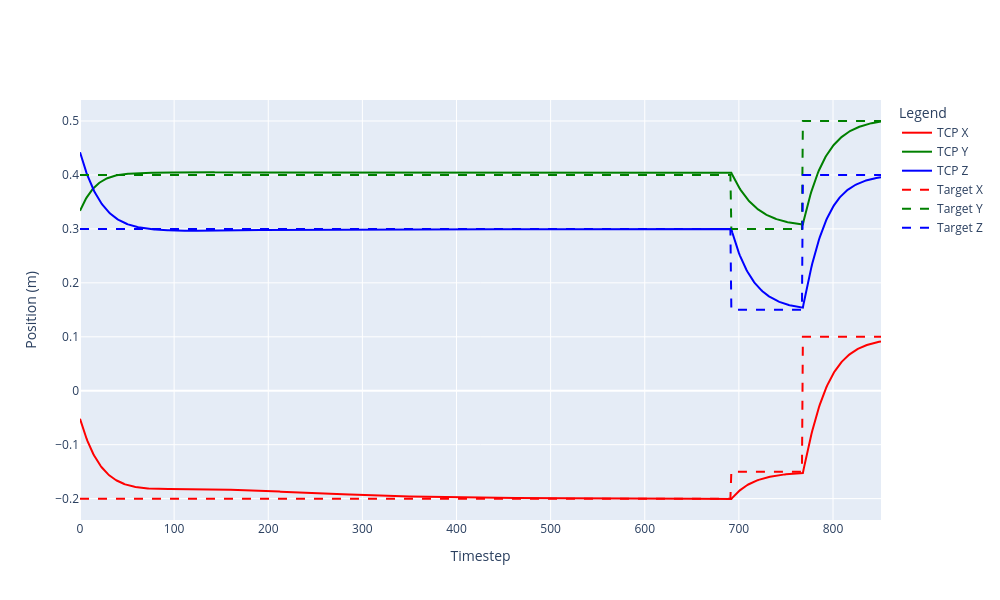 Legend
TCP X
TCP Y
TCP Z
Target X
Target Y
Target Z
Position (m)
0.5
0.4
0.3
0.2
0.1
0
−0.1
−0.2
0 100 200 300 400 500 600 700 800
Timestep